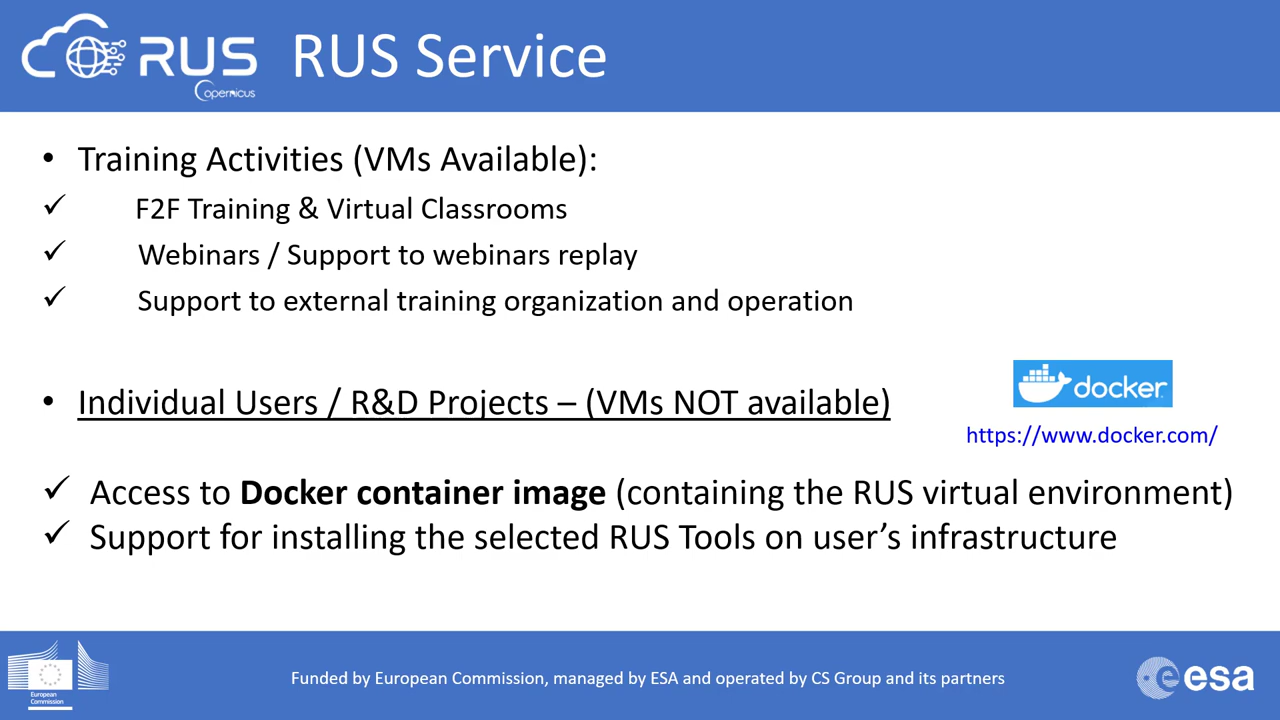 RUS
Copernicus
RUS Service
• Training Activities (VMs Available):
✓ F2F Training & Virtual Classrooms
✓ Webinars / Support to webinars replay
✓ Support to external training organization and operation
• Individual Users / R&D Projects – (VMs NOT available)
docker
https://www.docker.com/
✓ Access to Docker container image (containing the RUS virtual environment)
✓ Support for installing the selected RUS Tools on user’s infrastructure
European
Commission
Funded by European Commission, managed by ESA and operated by CS Group and its partners
esa